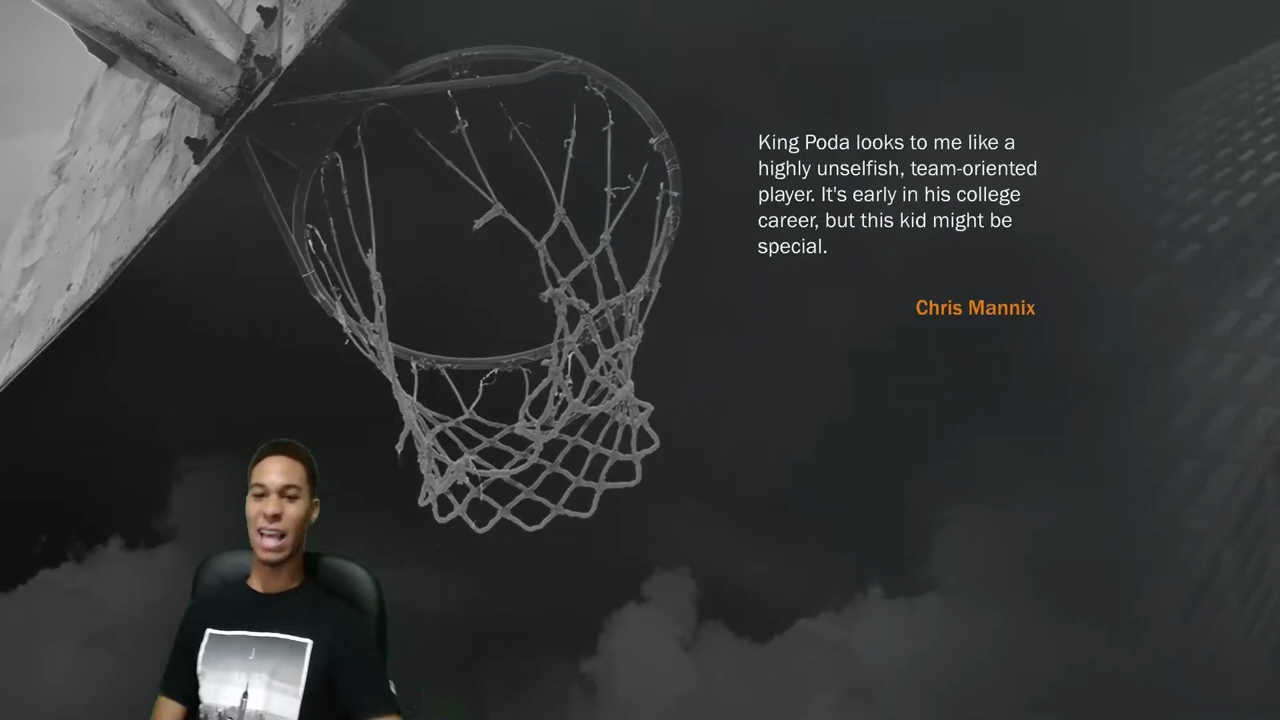 King Poda looks to me like a
highly unselfish, team-oriented
player. It's early in his college
career, but this kid might be
special.
Chris Mannix